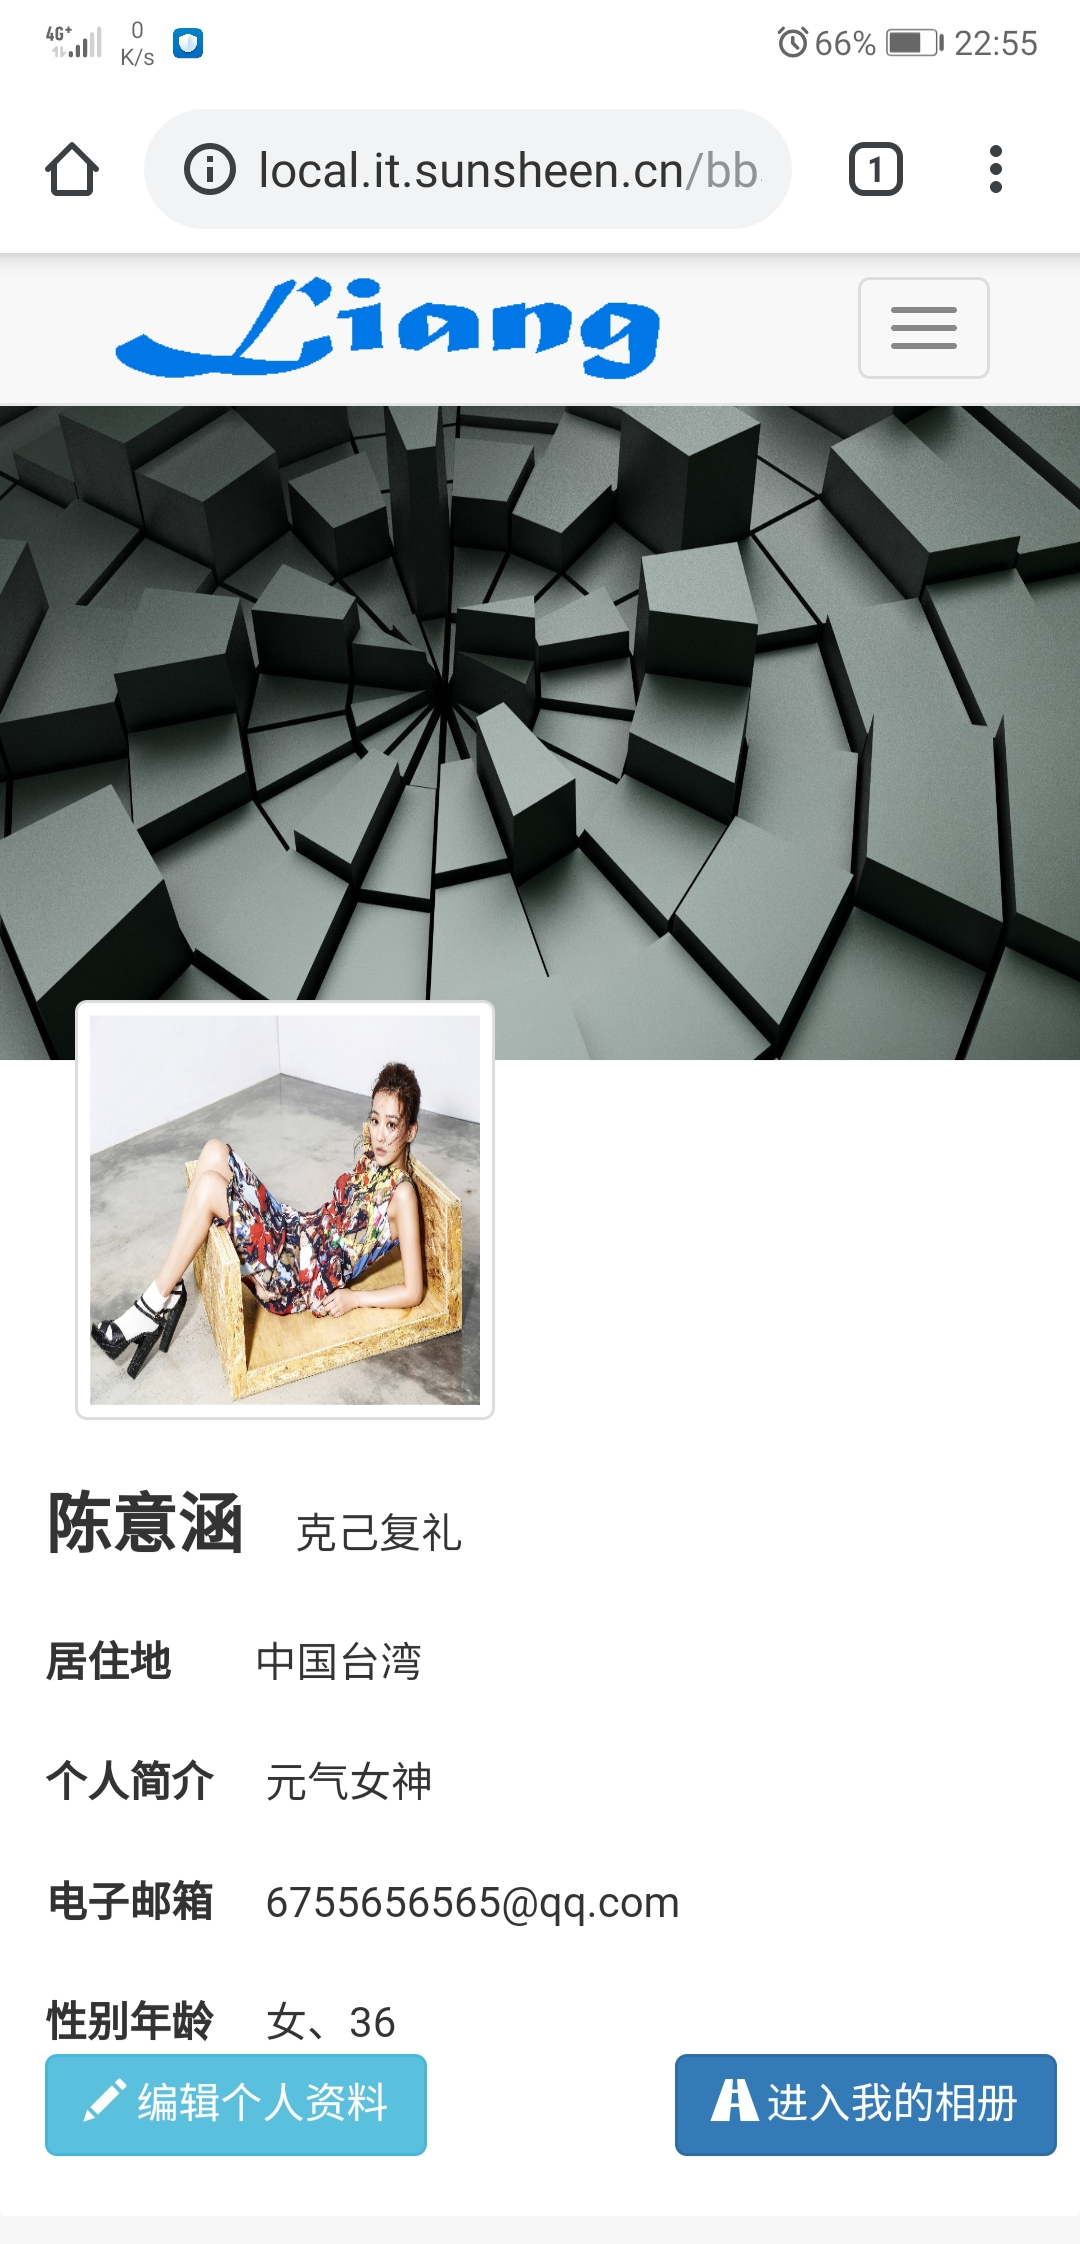 4G+ 0 K/s 66% 22:55
local.it.sunsheen.cn/bb
1
Liang
陈意涵 克己复礼
居住地 中国台湾
个人简介 元气女神
电子邮箱 6755656565@qq.com
性别年龄 女、36
编辑个人资料 进入我的相册